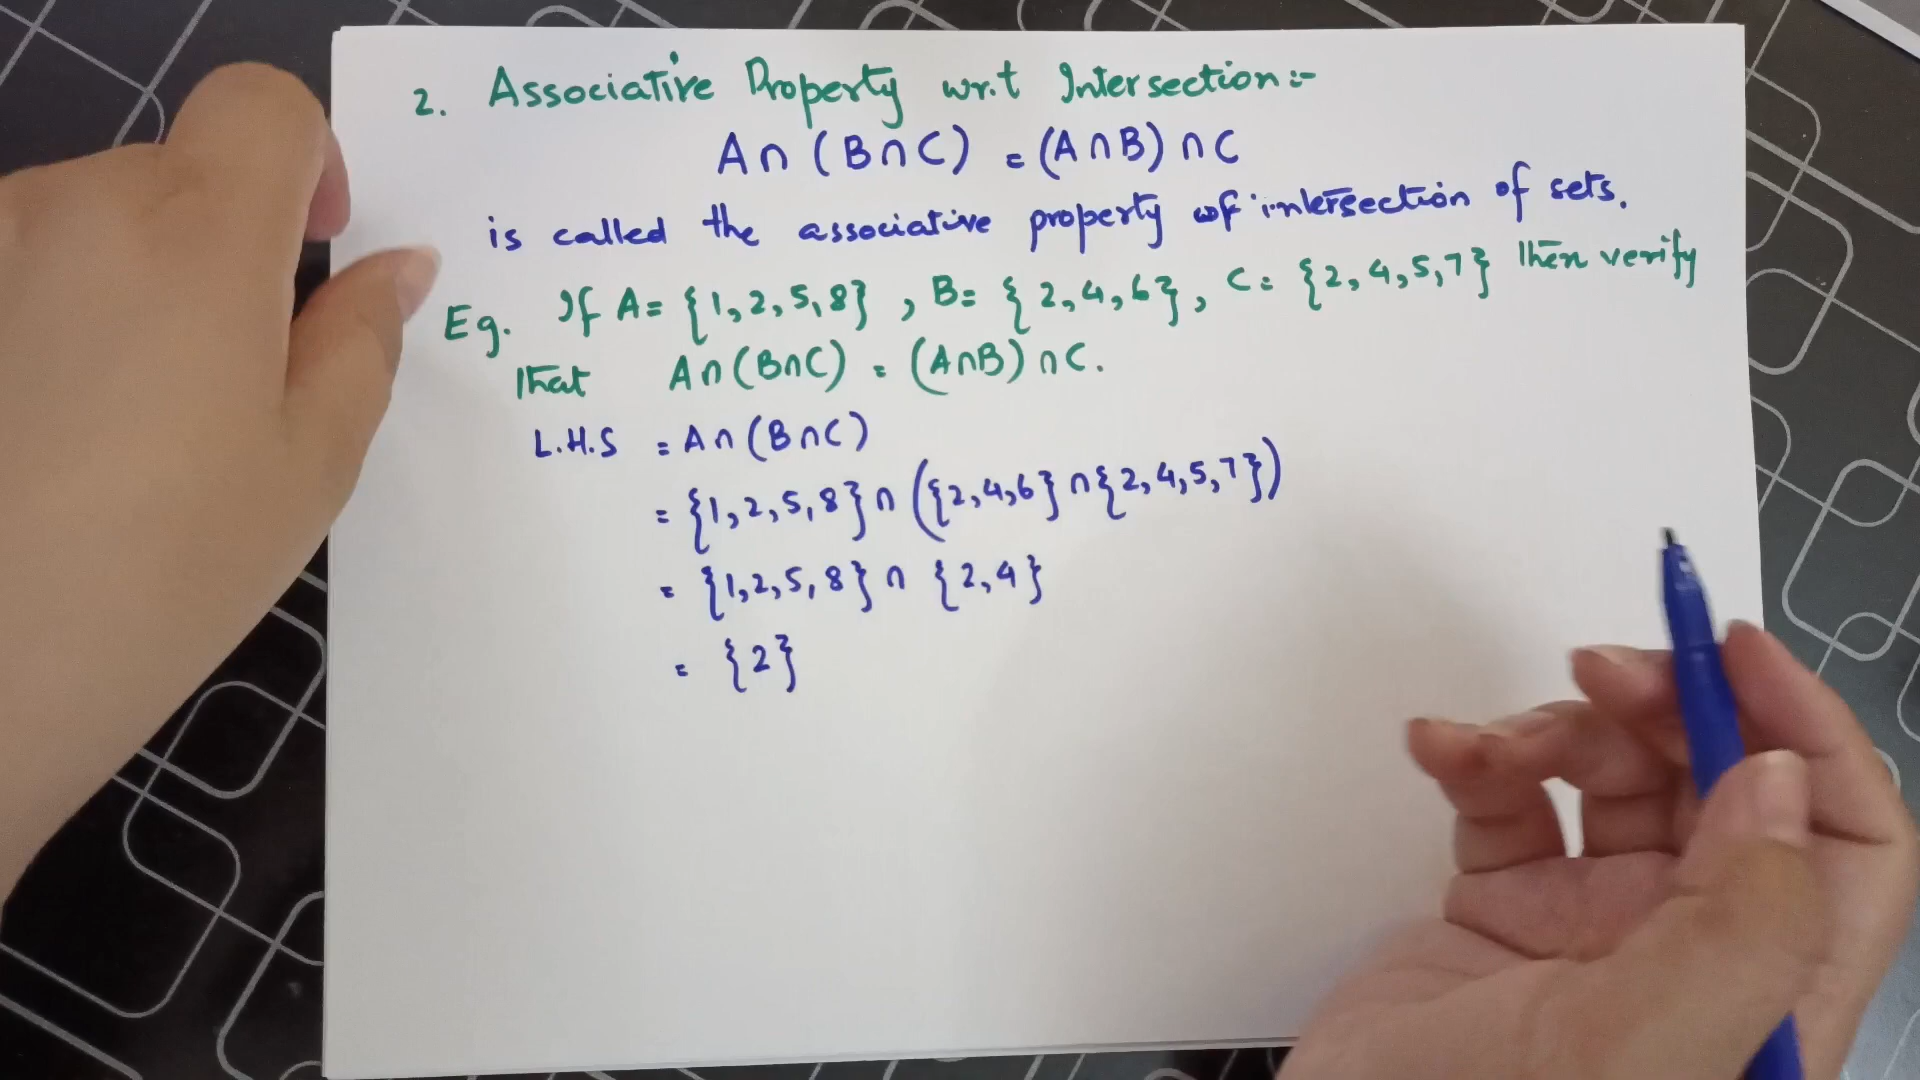 2. Associative Property w.r.t Intersection:-
A∩(B∩C) = (A∩B)∩C
is called the associative property of intersection of sets.
Eg. If A= {1,2,5,8}, B= {2,4,6}, C= {2,4,5,7} then verify
that A∩(B∩C) = (A∩B)∩C.
L.H.S = A∩(B∩C)
= {1,2,5,8}∩({2,4,6}∩{2,4,5,7})
= {1,2,5,8}∩ {2,4}
= {2}